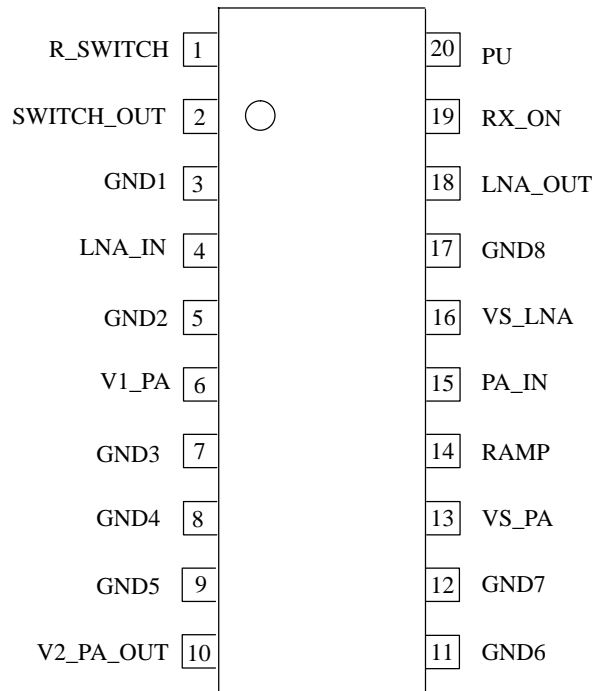 R_SWITCH 1 20 PU
SWITCH_OUT 2 19 RX_ON
GND1 3 18 LNA_OUT
LNA_IN 4 17 GND8
GND2 5 16 VS_LNA
V1_PA 6 15 PA_IN
GND3 7 14 RAMP
GND4 8 13 VS_PA
GND5 9 12 GND7
V2_PA_OUT 10 11 GND6